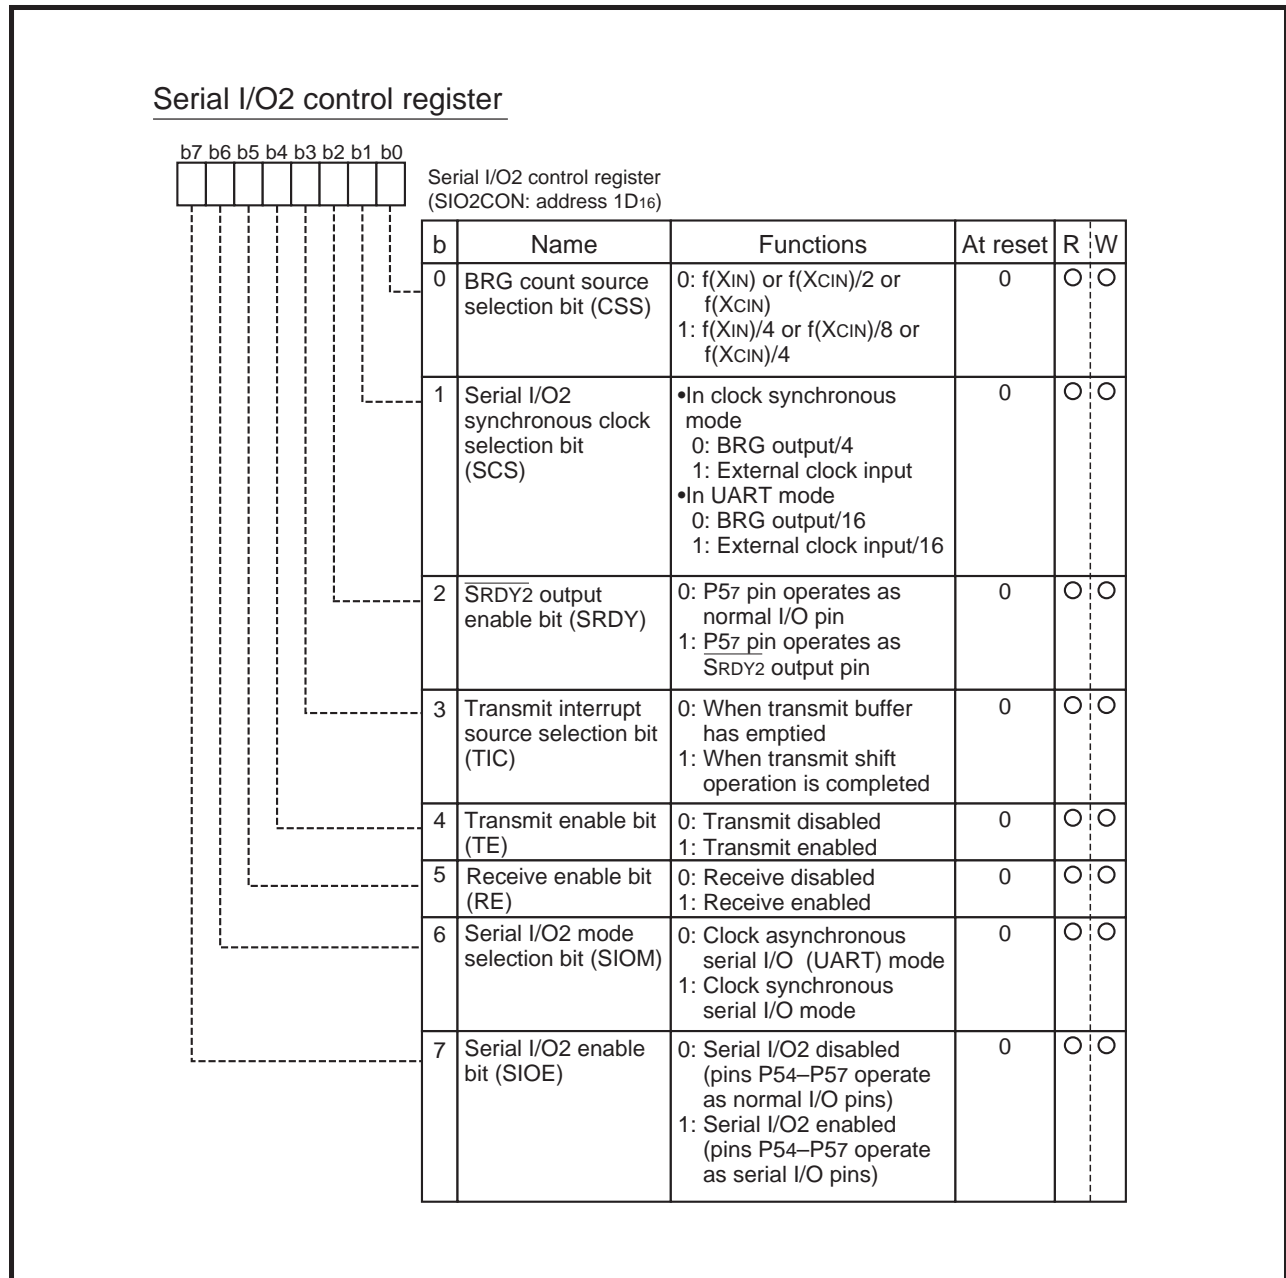 Serial I/O2 control register
b7 b6 b5 b4 b3 b2 b1 b0
Serial I/O2 control register
(SIO2CON: address 1D16)
b Name Functions At reset R W
0 BRG count source selection bit (CSS)
0: f(XIN) or f(XCIN)/2 or
f(XCIN)
1: f(XIN)/4 or f(XCIN)/8 or
f(XCIN)/4
0
1 Serial I/O2
synchronous clock
selection bit
(SCS)
•In clock synchronous
mode
0: BRG output/4
1: External clock input
•In UART mode
0: BRG output/16
1: External clock input/16
0
2 SRDY2 output
enable bit (SRDY)
0: P57 pin operates as
normal I/O pin
1: P57 pin operates as
SRDY2 output pin
0
3 Transmit interrupt
source selection bit
(TIC)
0: When transmit buffer
has emptied
1: When transmit shift
operation is completed
0
4 Transmit enable bit
(TE)
0: Transmit disabled
1: Transmit enabled
0
5 Receive enable bit
(RE)
0: Receive disabled
1: Receive enabled
0
6 Serial I/O2 mode
selection bit (SIOM)
0: Clock asynchronous
serial I/O (UART) mode
1: Clock synchronous
serial I/O mode
0
7 Serial I/O2 enable
bit (SIOE)
0: Serial I/O2 disabled
(pins P54–P57 operate
as normal I/O pins)
1: Serial I/O2 enabled
(pins P54–P57 operate
as serial I/O pins)
0